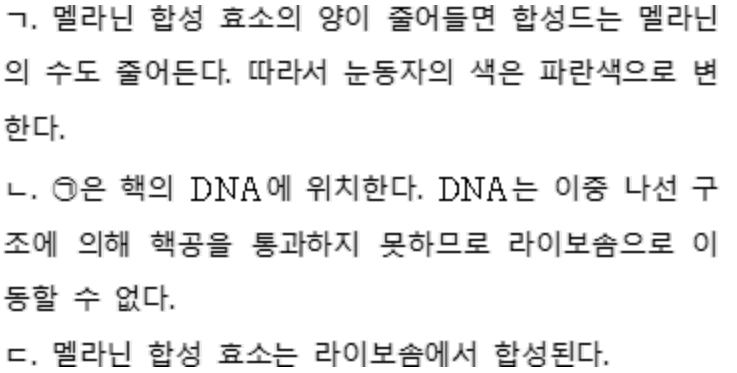 ㄱ. 멜라닌 합성 효소의 양이 줄어들면 합성드는 멜라닌
의 수도 줄어든다. 따라서 눈동자의 색은 파란색으로 변
한다.
ㄴ. ㉠은 핵의 DNA에 위치한다. DNA는 이중 나선 구
조에 의해 핵공을 통과하지 못하므로 라이보솜으로 이
동할 수 없다.
ㄷ. 멜라닌 합성 효소는 라이보솜에서 합성된다.